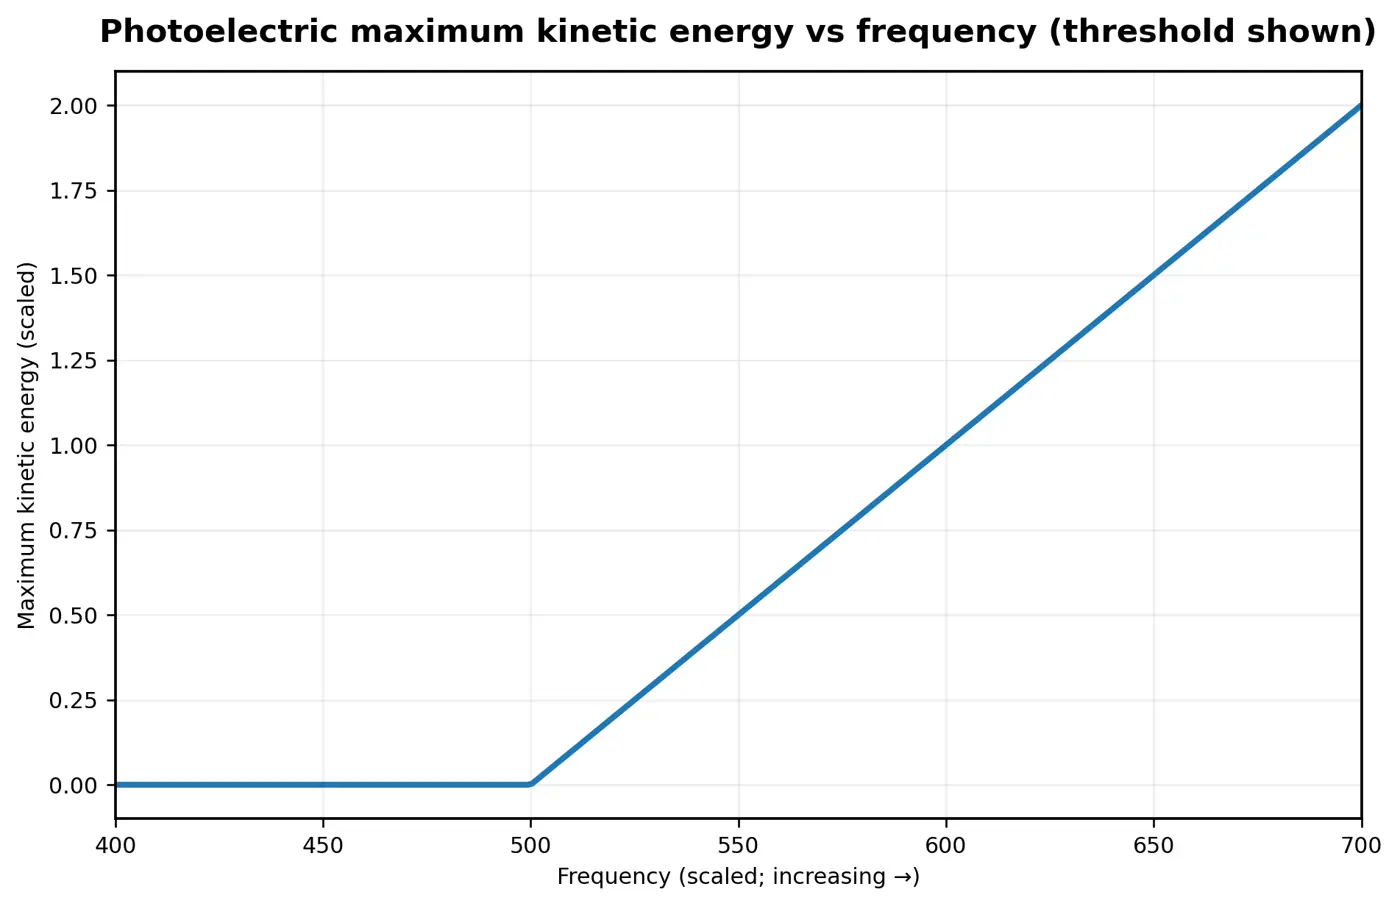 Photoelectric maximum kinetic energy vs frequency (threshold shown)
Maximum kinetic energy (scaled)
2.00
1.75
1.50
1.25
1.00
0.75
0.50
0.25
0.00
400 450 500 550 600 650 700
Frequency (scaled; increasing →)